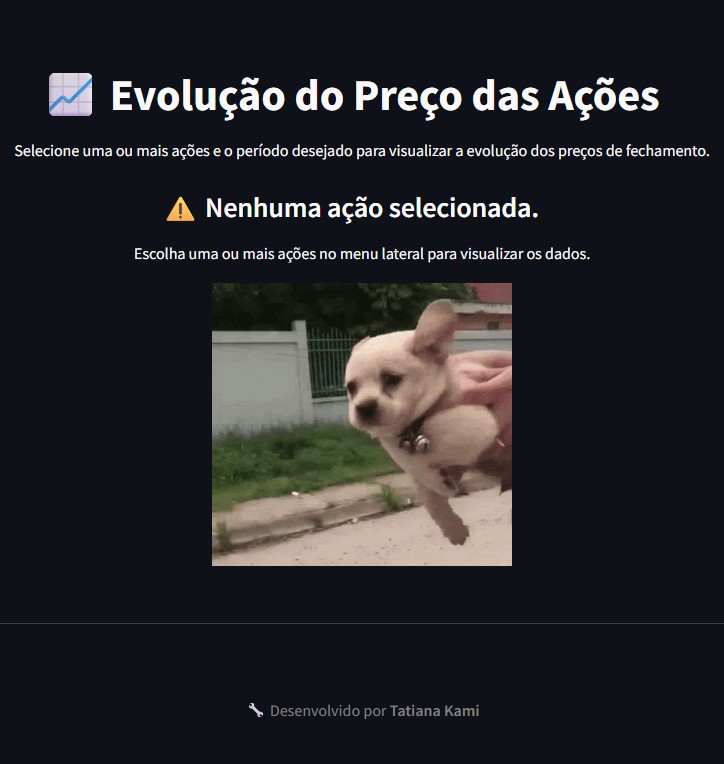 Evolução do Preço das Ações
Selecione uma ou mais ações e o período desejado para visualizar a evolução dos preços de fechamento.
Nenhuma ação selecionada.
Escolha uma ou mais ações no menu lateral para visualizar os dados.
Desenvolvido por Tatiana Kami